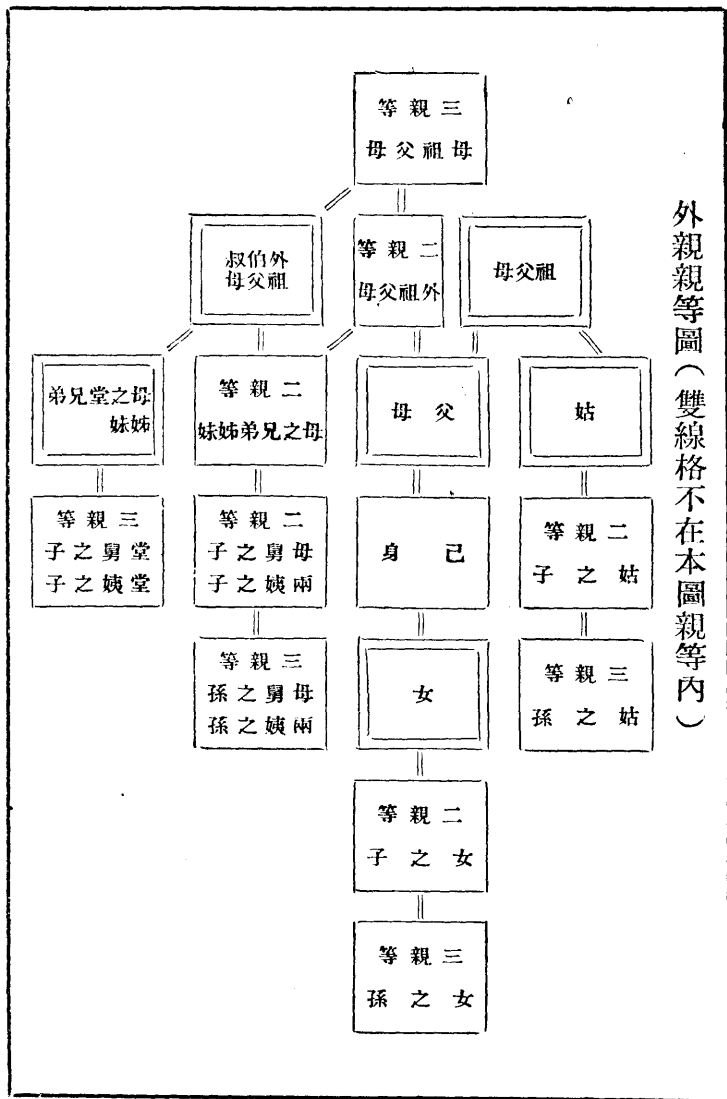 外親親等圖（雙線格不在本圖親等內）
三親等
母祖父母
祖父母
二親等
外祖父母
外伯叔
祖父母
姑
父母
二親等
母之兄弟姊妹
母之堂兄弟
姊妹
二親等
姑之子
己身
二親等
母舅之子
兩姨之子
三親等
堂舅之子
堂姨之子
三親等
姑之孫
女
三親等
母舅之孫
兩姨之孫
二親等
女之子
三親等
女之孫